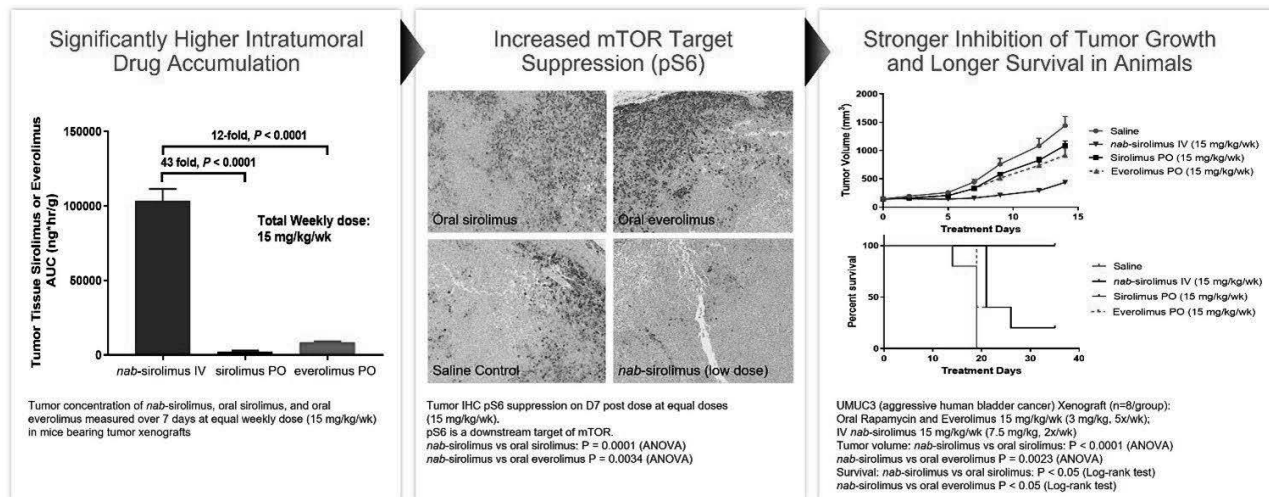 Significantly Higher Intratumoral
Drug Accumulation
Tumor Tissue Sirolimus or Everolimus
AUC (ng*hr/g)
150000
100000
50000
0
12-fold, P < 0.0001
43 fold, P < 0.0001
Total Weekly dose:
15 mg/kg/wk
nab-sirolimus IV
sirolimus PO
everolimus PO
Tumor concentration of nab-sirolimus, oral sirolimus, and oral
everolimus measured over 7 days at equal weekly dose (15 mg/kg/wk)
in mice bearing tumor xenografts
Increased mTOR Target
Suppression (pS6)
Oral sirolimus
Oral everolimus
Saline Control
nab-sirolimus (low dose)
Tumor IHC pS6 suppression on D7 post dose at equal doses
(15 mg/kg/wk).
pS6 is a downstream target of mTOR.
nab-sirolimus vs oral sirolimus: P = 0.0001 (ANOVA)
nab-sirolimus vs oral everolimus P = 0.0034 (ANOVA)
Stronger Inhibition of Tumor Growth
and Longer Survival in Animals
Tumor Volume (mm³)
2000
1500
1000
500
0
0
5
10
15
Treatment Days
Saline
nab-sirolimus IV (15 mg/kg/wk)
Sirolimus PO (15 mg/kg/wk)
Everolimus PO (15 mg/kg/wk)
Percent survival
100
50
0
0
10
20
30
40
Treatment Days
Saline
nab-sirolimus IV (15 mg/kg/wk)
Sirolimus PO (15 mg/kg/wk)
Everolimus PO (15 mg/kg/wk)
UMUC3 (aggressive human bladder cancer) Xenograft (n=8/group):
Oral Rapamycin and Everolimus 15 mg/kg/wk (3 mg/kg, 5x/wk);
IV nab-sirolimus 15 mg/kg/wk (7.5 mg/kg, 2x/wk)
Tumor volume: nab-sirolimus vs oral sirolimus: P < 0.0001 (ANOVA)
nab-sirolimus vs oral everolimus P = 0.0023 (ANOVA)
Survival: nab-sirolimus vs oral sirolimus: P < 0.05 (Log-rank test)
nab-sirolimus vs oral everolimus P < 0.05 (Log-rank test)